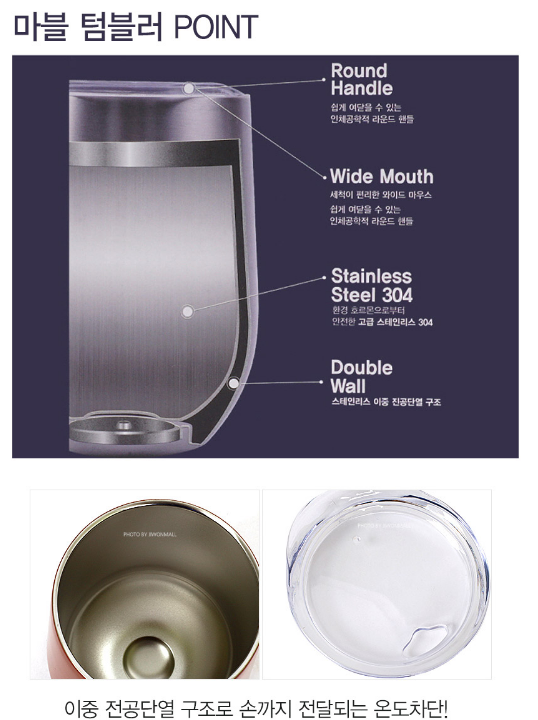 마블 텀블러 POINT
Round
Handle
쉽게 여닫을 수 있는
인체공학적 라운드 핸들
Wide Mouth
세척이 편리한 와이드 마우스
쉽게 여닫을 수 있는
인체공학적 라운드 핸들
Stainless
Steel 304
환경 호르몬으로부터
안전한 고급 스테인리스 304
Double
Wall
스테인리스 이중 진공단열 구조
PHOTO BY BWONMALL
이중 전공단열 구조로 손까지 전달되는 온도차단!